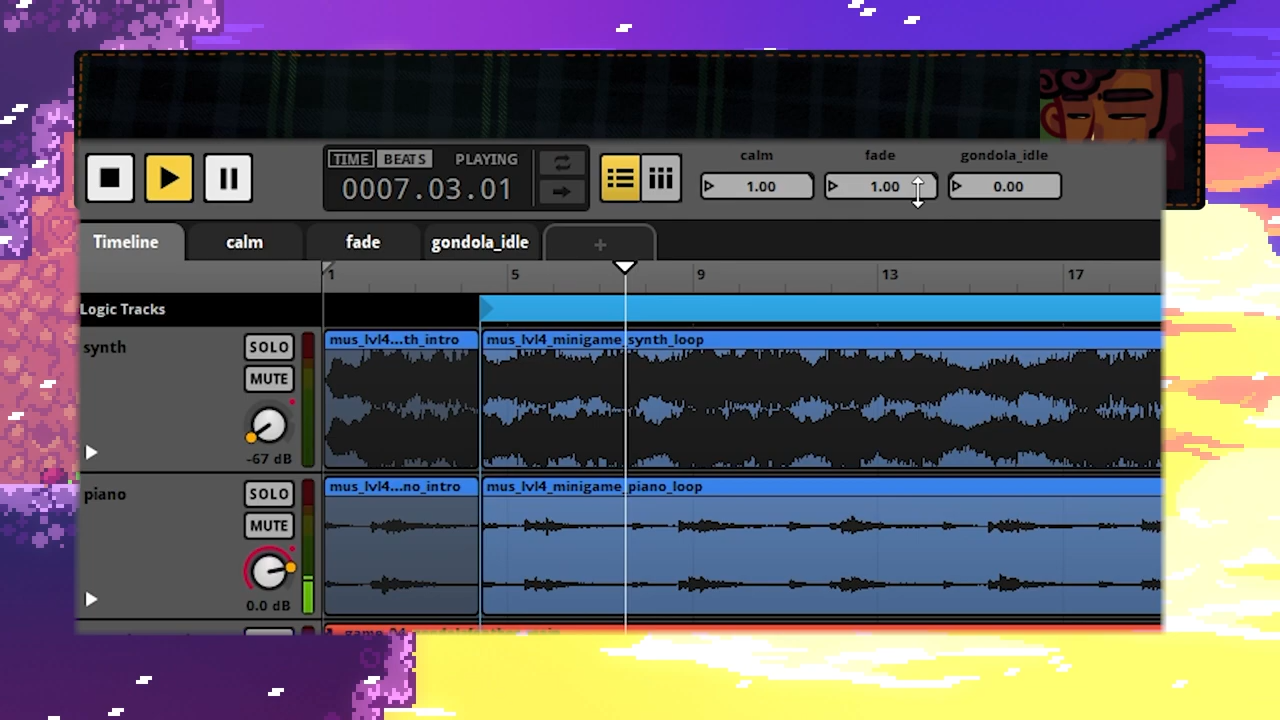 calm fade gondola_idle
TIME BEATS PLAYING
0007.03.01
1.00 1.00 0.00
Timeline calm fade gondola_idle +
1 5 9 13 17
Logic Tracks
synth SOLO
MUTE
-67 dB
mus_lvl4...th_intro mus_lvl4_minigame_synth_loop
piano SOLO
MUTE
0.0 dB
mus_lvl4...no_intro mus_lvl4_minigame_piano_loop